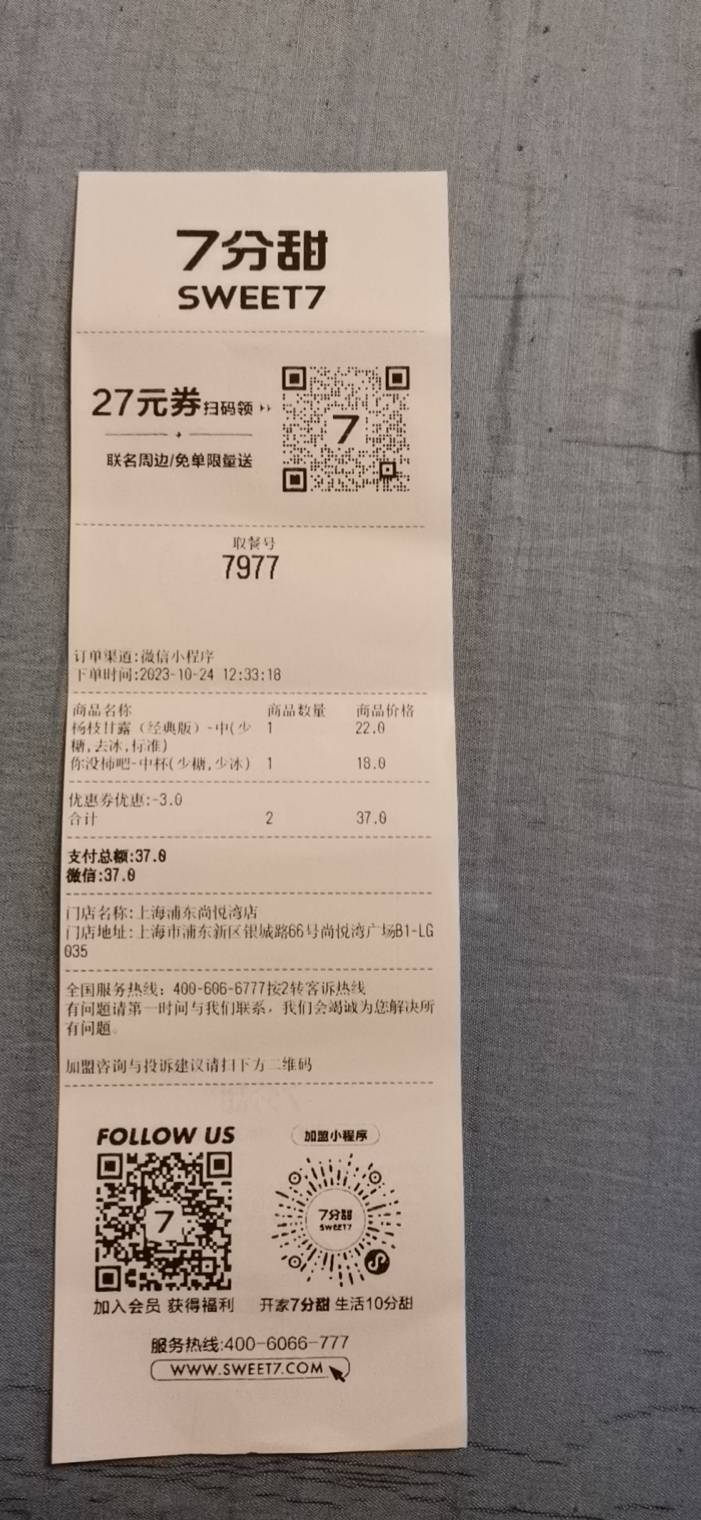 7分甜
SWEET7
27元券扫码领
联名周边/免单限量送
7
取餐号
7977
订单渠道:微信小程序
下单时间:2023-10-24 12:33:18
商品名称 商品数量 商品价格
杨枝甘露（经典版）-中(少 1 22.0
糖,去冰,标准)
你没柿吧-中杯(少糖,少冰) 1 18.0
优惠券优惠:-3.0
合计 2 37.0
支付总额:37.0
微信:37.0
门店名称:上海浦东尚悦湾店
门店地址:上海市浦东新区银城路66号尚悦湾广场B1-LG
035
全国服务热线：400-606-6777按2转客诉热线
有问题请第一时间与我们联系，我们会竭诚为您解决所
有问题。
加盟咨询与投诉建议请扫下方二维码
FOLLOW US
7
加入会员 获得福利
加盟小程序
7分甜
SWEET7
开家7分甜 生活10分甜
服务热线:400-6066-777
WWW.SWEET7.COM